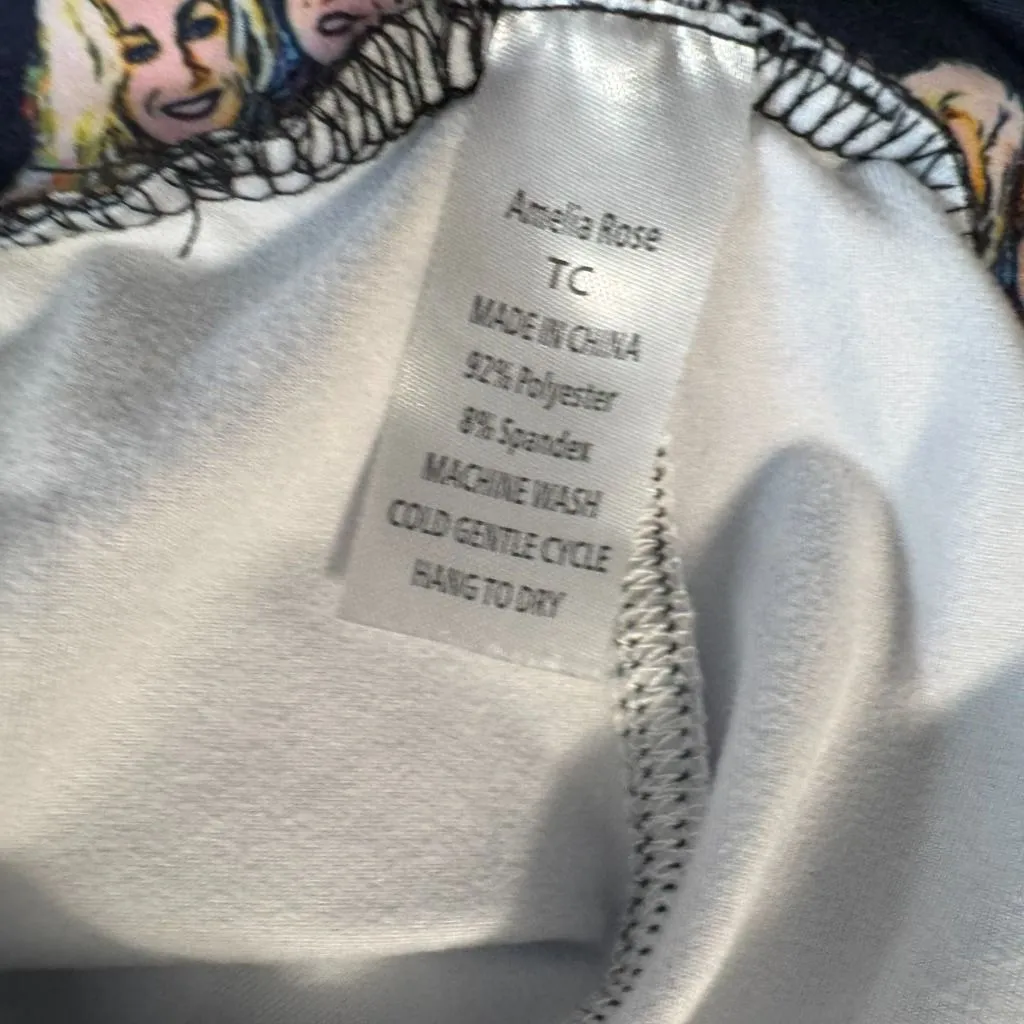 Amelia Rose
TC
MADE IN CHINA
92% Polyester
8% Spandex
MACHINE WASH
COLD GENTLE CYCLE
HANG TO DRY